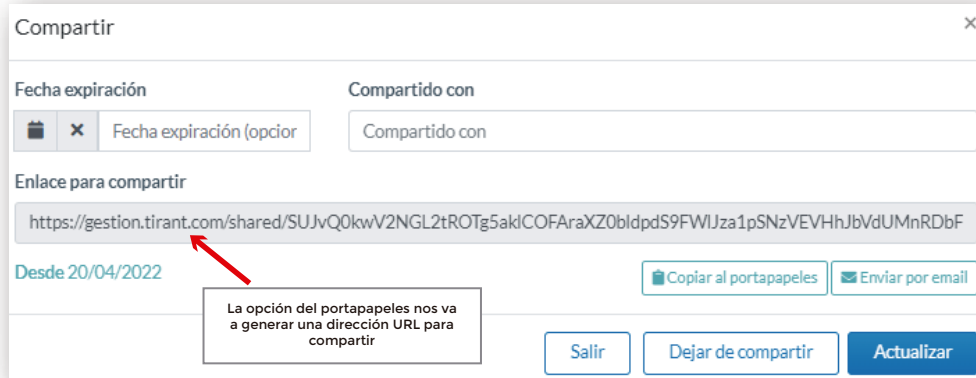 Compartir
Fecha expiración
Compartido con
Fecha expiración (opcior
Compartido con
Enlace para compartir
https://gestion.tirant.com/shared/SUJvQ0kwV2NGL2tROTg5aklCOFAraXZ0bldpdS9FWlJza1pSNzVEVHhJbVdUMnRDbF
Desde 20/04/2022
Copiar al portapapeles
Enviar por email
La opción del portapapeles nos va
a generar una dirección URL para
compartir
Salir
Dejar de compartir
Actualizar